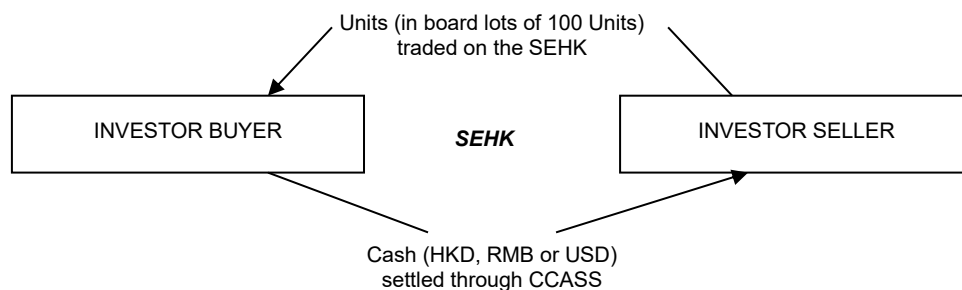 Units (in board lots of 100 Units)
traded on the SEHK
INVESTOR BUYER
SEHK
INVESTOR SELLER
Cash (HKD, RMB or USD)
settled through CCASS